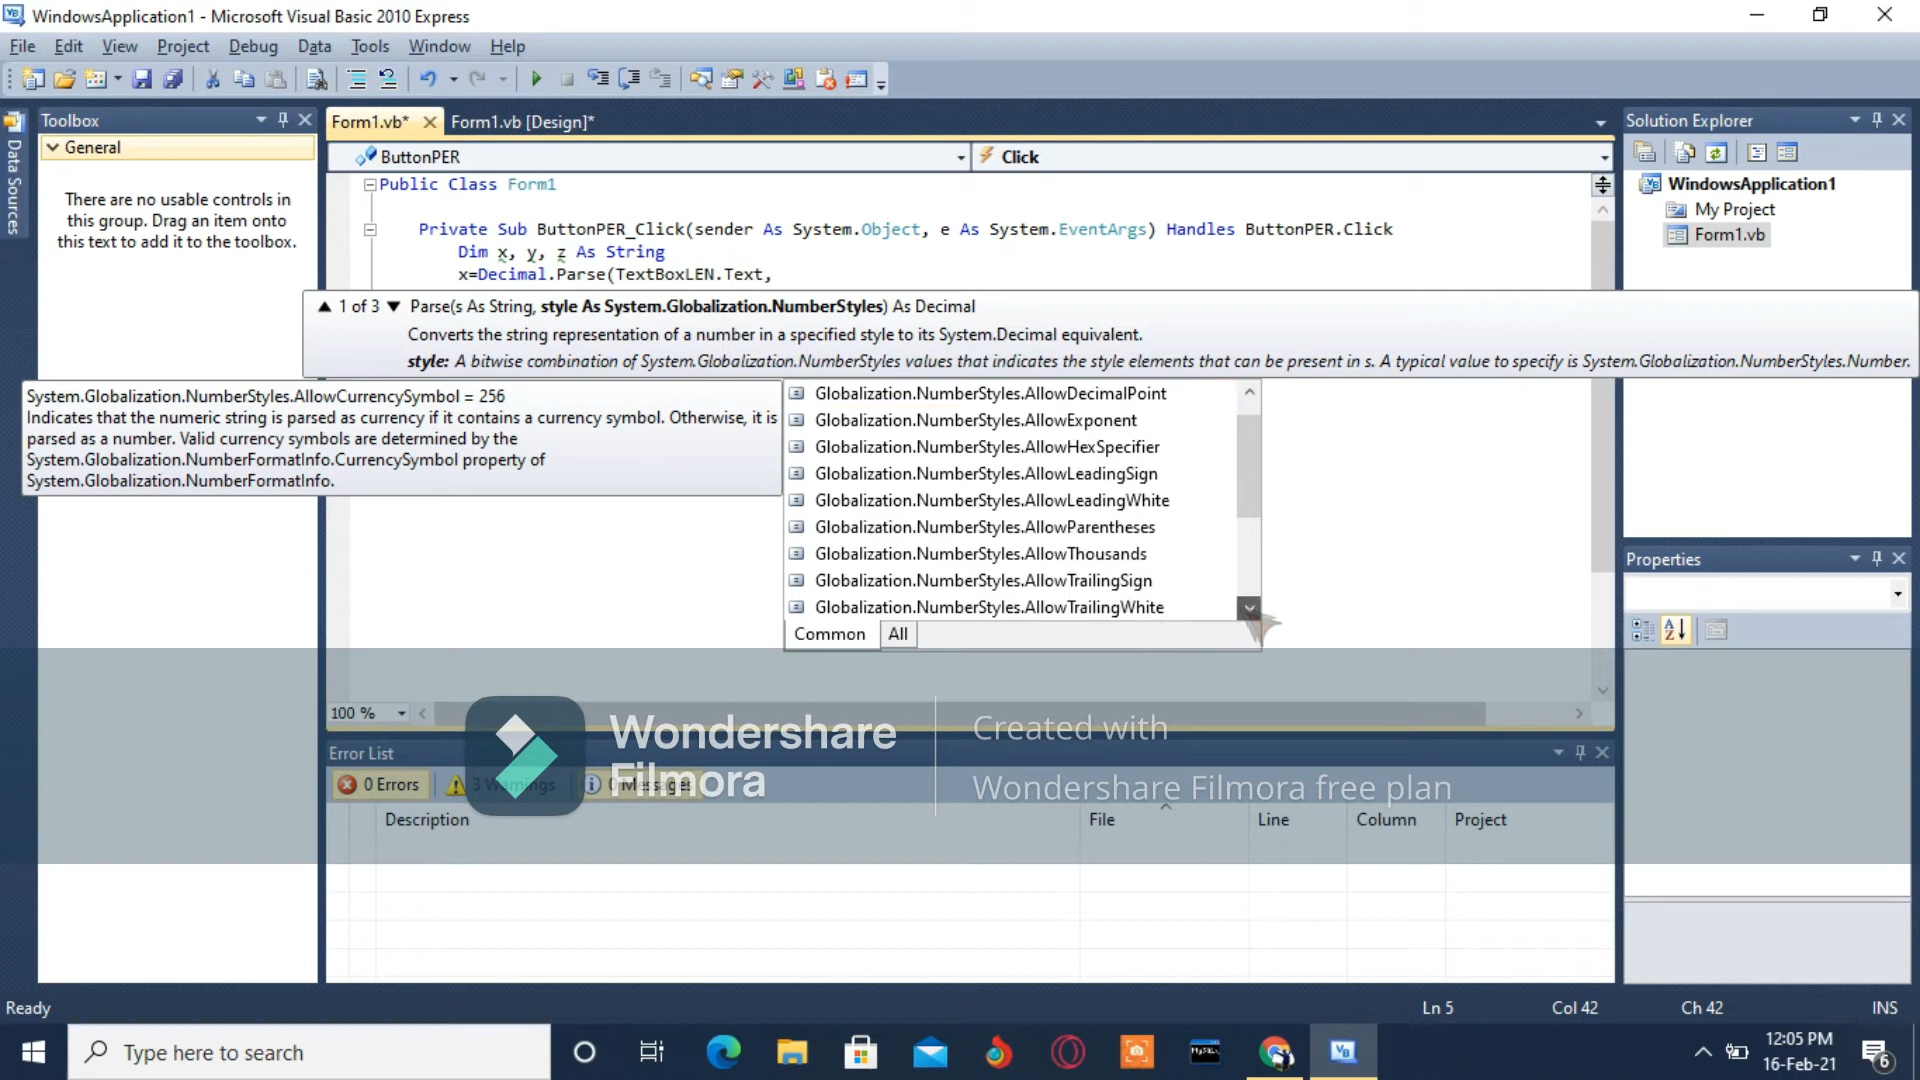 WindowsApplication1 - Microsoft Visual Basic 2010 Express
File Edit View Project Debug Data Tools Window Help
Toolbox
General
There are no usable controls in
this group. Drag an item onto
this text to add it to the toolbox.
Data Sources
Form1.vb*
Form1.vb [Design]*
ButtonPER
Click
Public Class Form1
Private Sub ButtonPER_Click(sender As System.Object, e As System.EventArgs) Handles ButtonPER.Click
Dim x, y, z As String
x=Decimal.Parse(TextBoxLEN.Text,
1 of 3 Parse(s As String, style As System.Globalization.NumberStyles) As Decimal
Converts the string representation of a number in a specified style to its System.Decimal equivalent.
style: A bitwise combination of System.Globalization.NumberStyles values that indicates the style elements that can be present in s. A typical value to specify is System.Globalization.NumberStyles.Number.
System.Globalization.NumberStyles.AllowCurrencySymbol = 256
Indicates that the numeric string is parsed as currency if it contains a currency symbol. Otherwise, it is
parsed as a number. Valid currency symbols are determined by the
System.Globalization.NumberFormatInfo.CurrencySymbol property of
System.Globalization.NumberFormatInfo.
Globalization.NumberStyles.AllowDecimalPoint
Globalization.NumberStyles.AllowExponent
Globalization.NumberStyles.AllowHexSpecifier
Globalization.NumberStyles.AllowLeadingSign
Globalization.NumberStyles.AllowLeadingWhite
Globalization.NumberStyles.AllowParentheses
Globalization.NumberStyles.AllowThousands
Globalization.NumberStyles.AllowTrailingSign
Globalization.NumberStyles.AllowTrailingWhite
Common All
Solution Explorer
WindowsApplication1
My Project
Form1.vb
Properties
100 %
Wondershare
Filmora
Created with
Wondershare Filmora free plan
Error List
0 Errors 3 Warnings 0 Messages
Description File Line Column Project
Ready Ln 5 Col 42 Ch 42 INS
Type here to search
MySQL
VB
12:05 PM
16-Feb-21
6